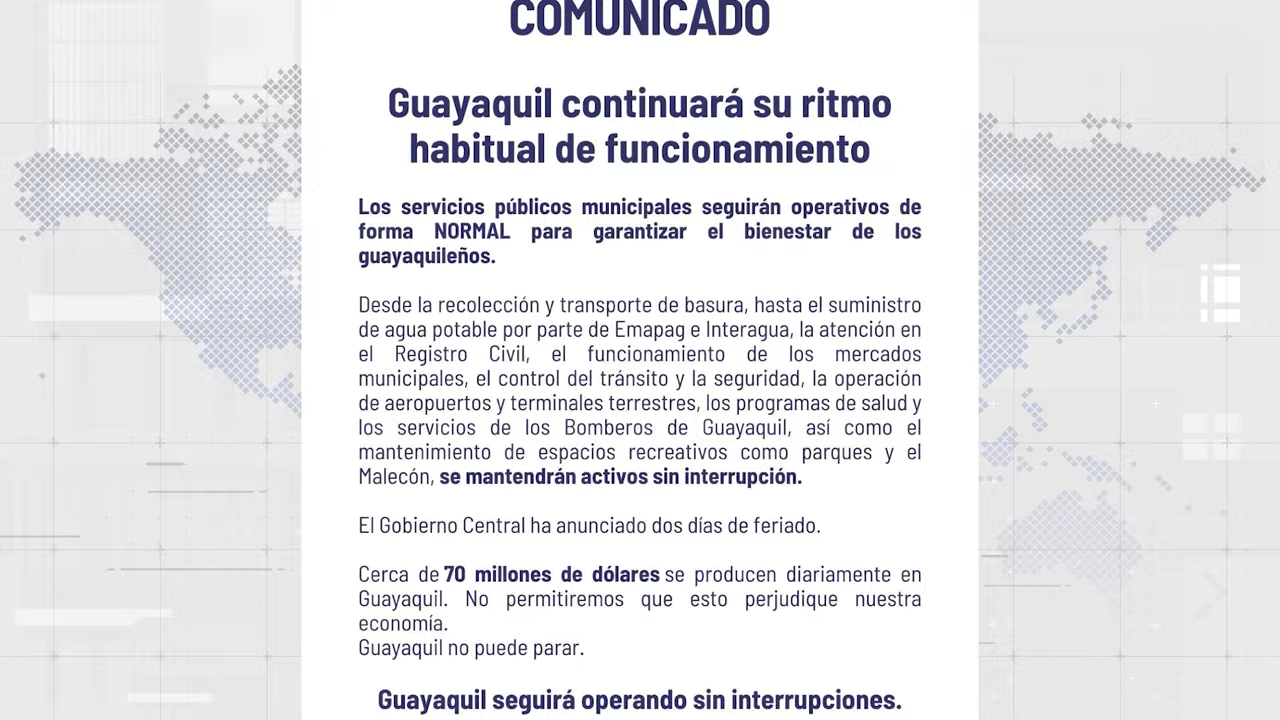 COMUNICADO
Guayaquil continuará su ritmo
habitual de funcionamiento
Los servicios públicos municipales seguirán operativos de
forma NORMAL para garantizar el bienestar de los
guayaquileños.
Desde la recolección y transporte de basura, hasta el suministro
de agua potable por parte de Emapag e Interagua, la atención en
el Registro Civil, el funcionamiento de los mercados
municipales, el control del tránsito y la seguridad, la operación
de aeropuertos y terminales terrestres, los programas de salud y
los servicios de los Bomberos de Guayaquil, así como el
mantenimiento de espacios recreativos como parques y el
Malecón, se mantendrán activos sin interrupción.
El Gobierno Central ha anunciado dos días de feriado.
Cerca de 70 millones de dólares se producen diariamente en
Guayaquil. No permitiremos que esto perjudique nuestra
economía.
Guayaquil no puede parar.
Guayaquil seguirá operando sin interrupciones.